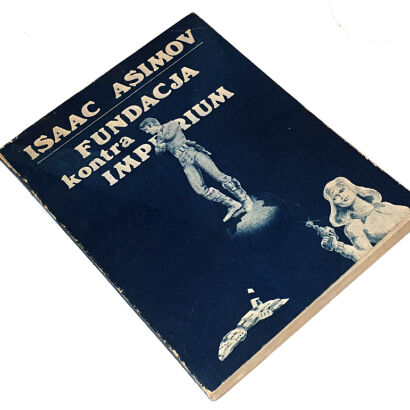 ISAAC ASIMOV
FUNDACJA
kontra
IMPERIUM